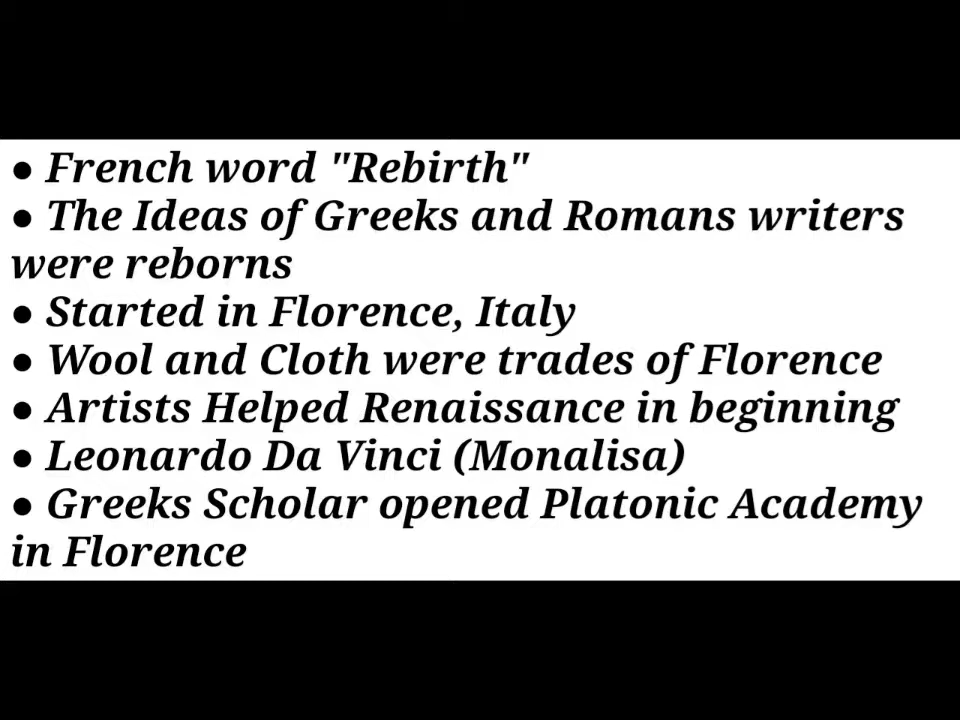 ● French word "Rebirth"
● The Ideas of Greeks and Romans writers
were reborns
● Started in Florence, Italy
● Wool and Cloth were trades of Florence
● Artists Helped Renaissance in beginning
● Leonardo Da Vinci (Monalisa)
● Greeks Scholar opened Platonic Academy
in Florence